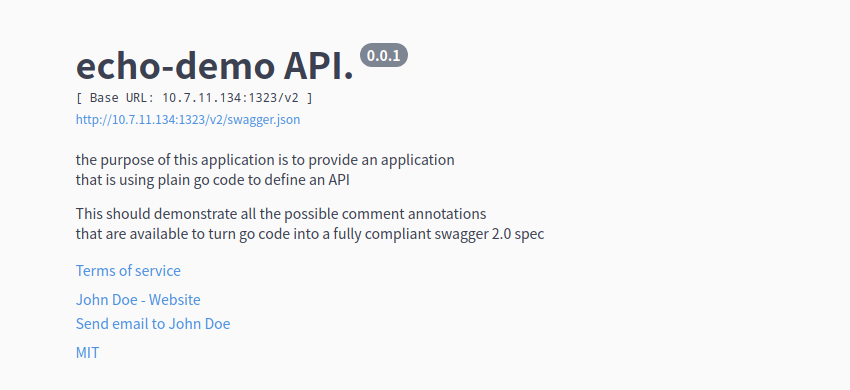 echo-demo API. 0.0.1
[ Base URL: 10.7.11.134:1323/v2 ]
http://10.7.11.134:1323/v2/swagger.json
the purpose of this application is to provide an application
that is using plain go code to define an API
This should demonstrate all the possible comment annotations
that are available to turn go code into a fully compliant swagger 2.0 spec
Terms of service
John Doe - Website
Send email to John Doe
MIT